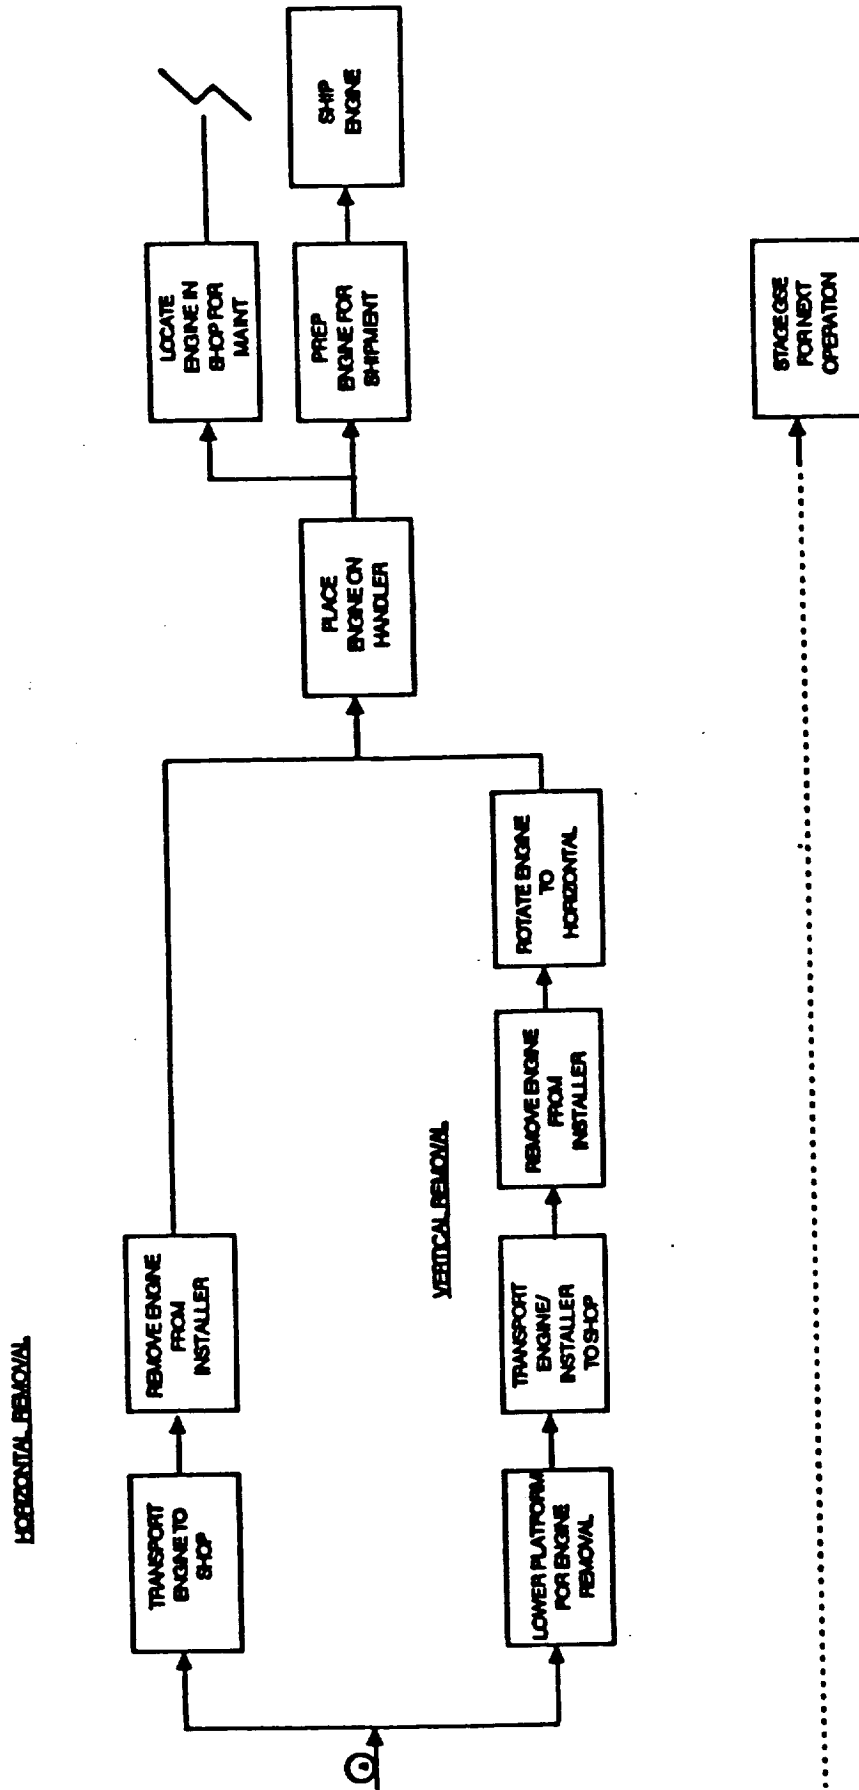 HORIZONTAL REMOVAL
TRANSPORT
ENGINE TO
SHOP
REMOVE ENGINE
FROM
INSTALLER
LOCATE
ENGINE IN
SHOP FOR
MAINT
PLACE
ENGINE ON
HANDLER
PREP
ENGINE FOR
SHIPMENT
SHIP
ENGINE
VERTICAL REMOVAL
LOWER PLATFORM
FOR ENGINE
REMOVAL
TRANSPORT
ENGINE/
INSTALLER
TO SHOP
REMOVE ENGINE
FROM
INSTALLER
ROTATE ENGINE
TO
HORIZONTAL
STAGE GSE
FOR NEXT
OPERATION